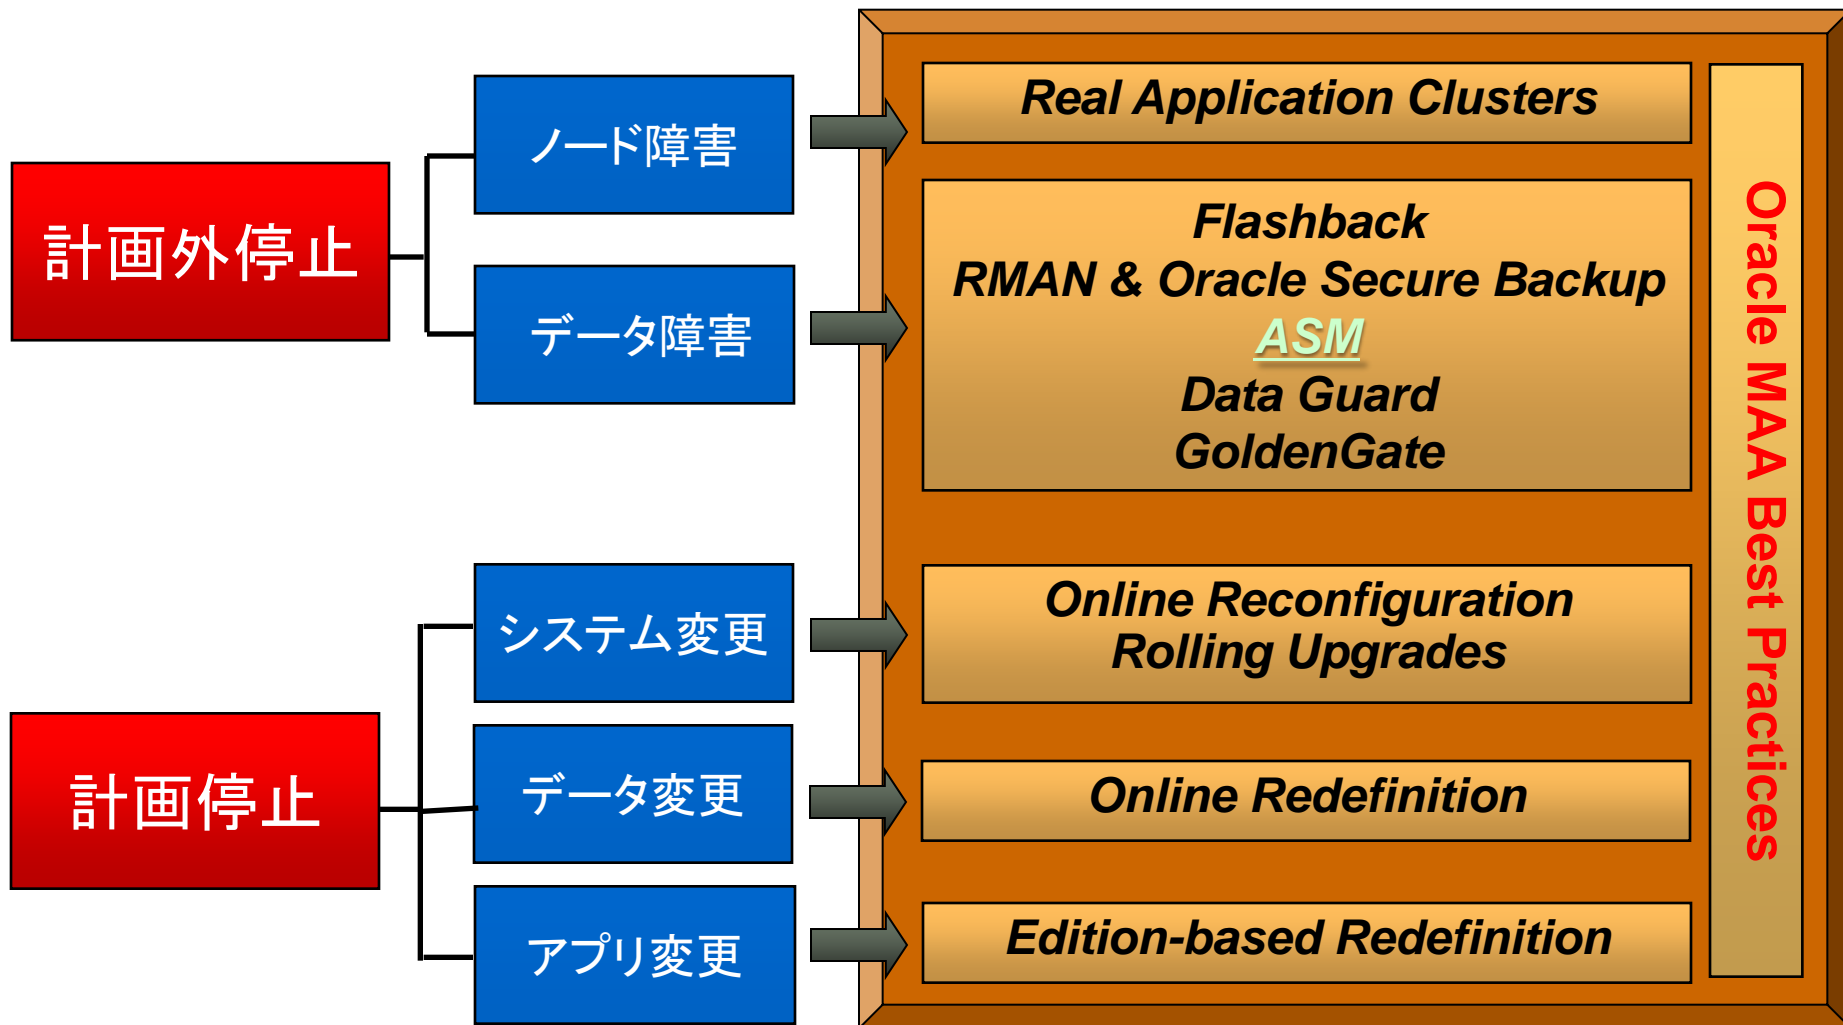 計画外停止
ノード障害
データ障害
計画停止
システム変更
データ変更
アプリ変更
Real Application Clusters
Flashback
RMAN & Oracle Secure Backup
ASM
Data Guard
GoldenGate
Online Reconfiguration
Rolling Upgrades
Online Redefinition
Edition-based Redefinition
Oracle MAA Best Practices